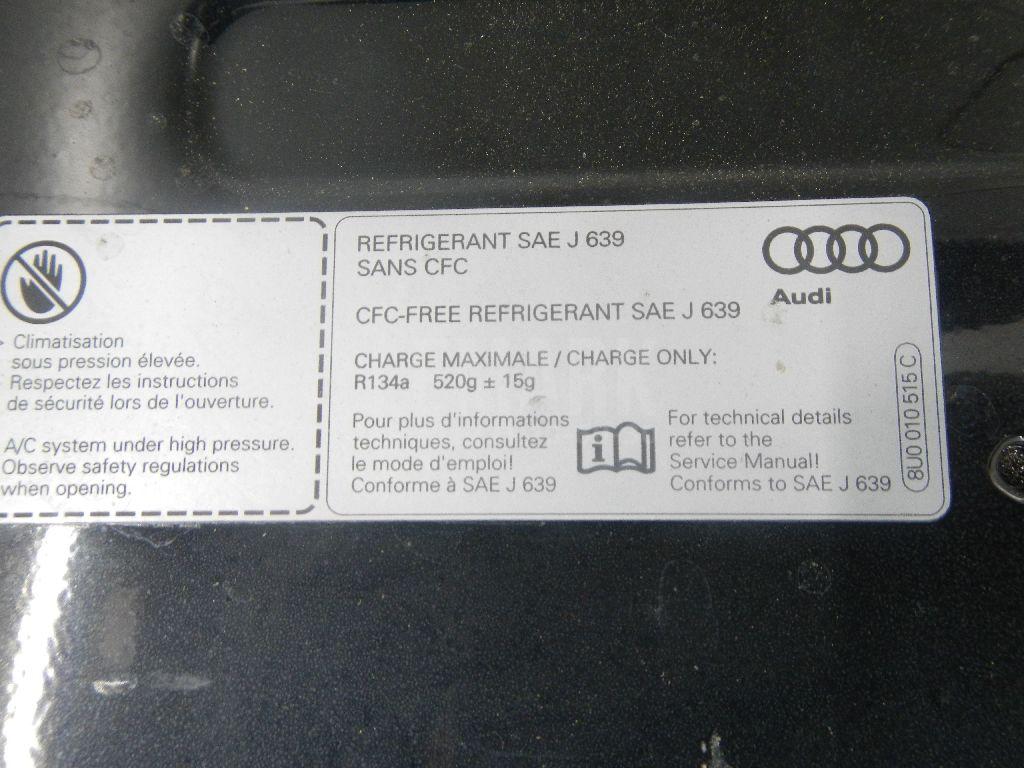 Climatisation
sous pression élevée.
Respectez les instructions
de sécurité lors de l'ouverture.
A/C system under high pressure.
Observe safety regulations
when opening.
REFRIGERANT SAE J 639
SANS CFC
CFC-FREE REFRIGERANT SAE J 639
CHARGE MAXIMALE / CHARGE ONLY:
R134a 520g ± 15g
Pour plus d'informations
techniques, consultez
le mode d'emploi!
Conforme à SAE J 639
i
For technical details
refer to the
Service Manual!
Conforms to SAE J 639
Audi
8U0 010 515 C